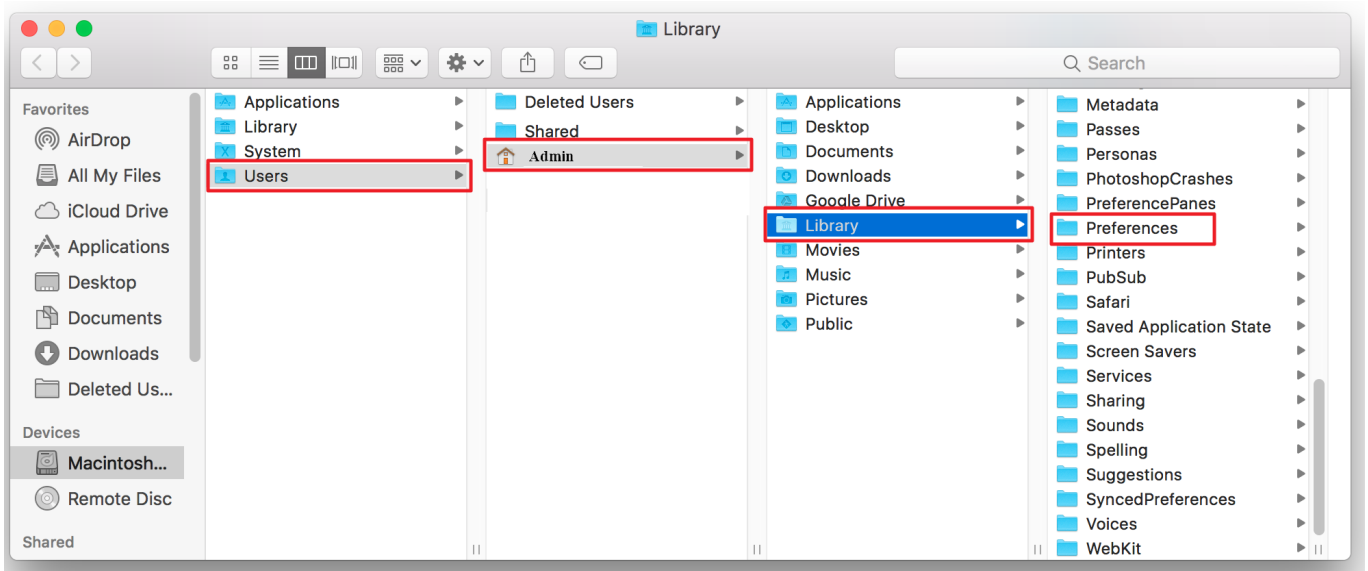 Library
Search
Favorites
AirDrop
All My Files
iCloud Drive
Applications
Desktop
Documents
Downloads
Deleted Us...
Devices
Macintosh...
Remote Disc
Shared
Applications
Library
System
Users
Deleted Users
Shared
Admin
Applications
Desktop
Documents
Downloads
Google Drive
Library
Movies
Music
Pictures
Public
Metadata
Passes
Personas
PhotoshopCrashes
PreferencePanes
Preferences
Printers
PubSub
Safari
Saved Application State
Screen Savers
Services
Sharing
Sounds
Spelling
Suggestions
SyncedPreferences
Voices
WebKit